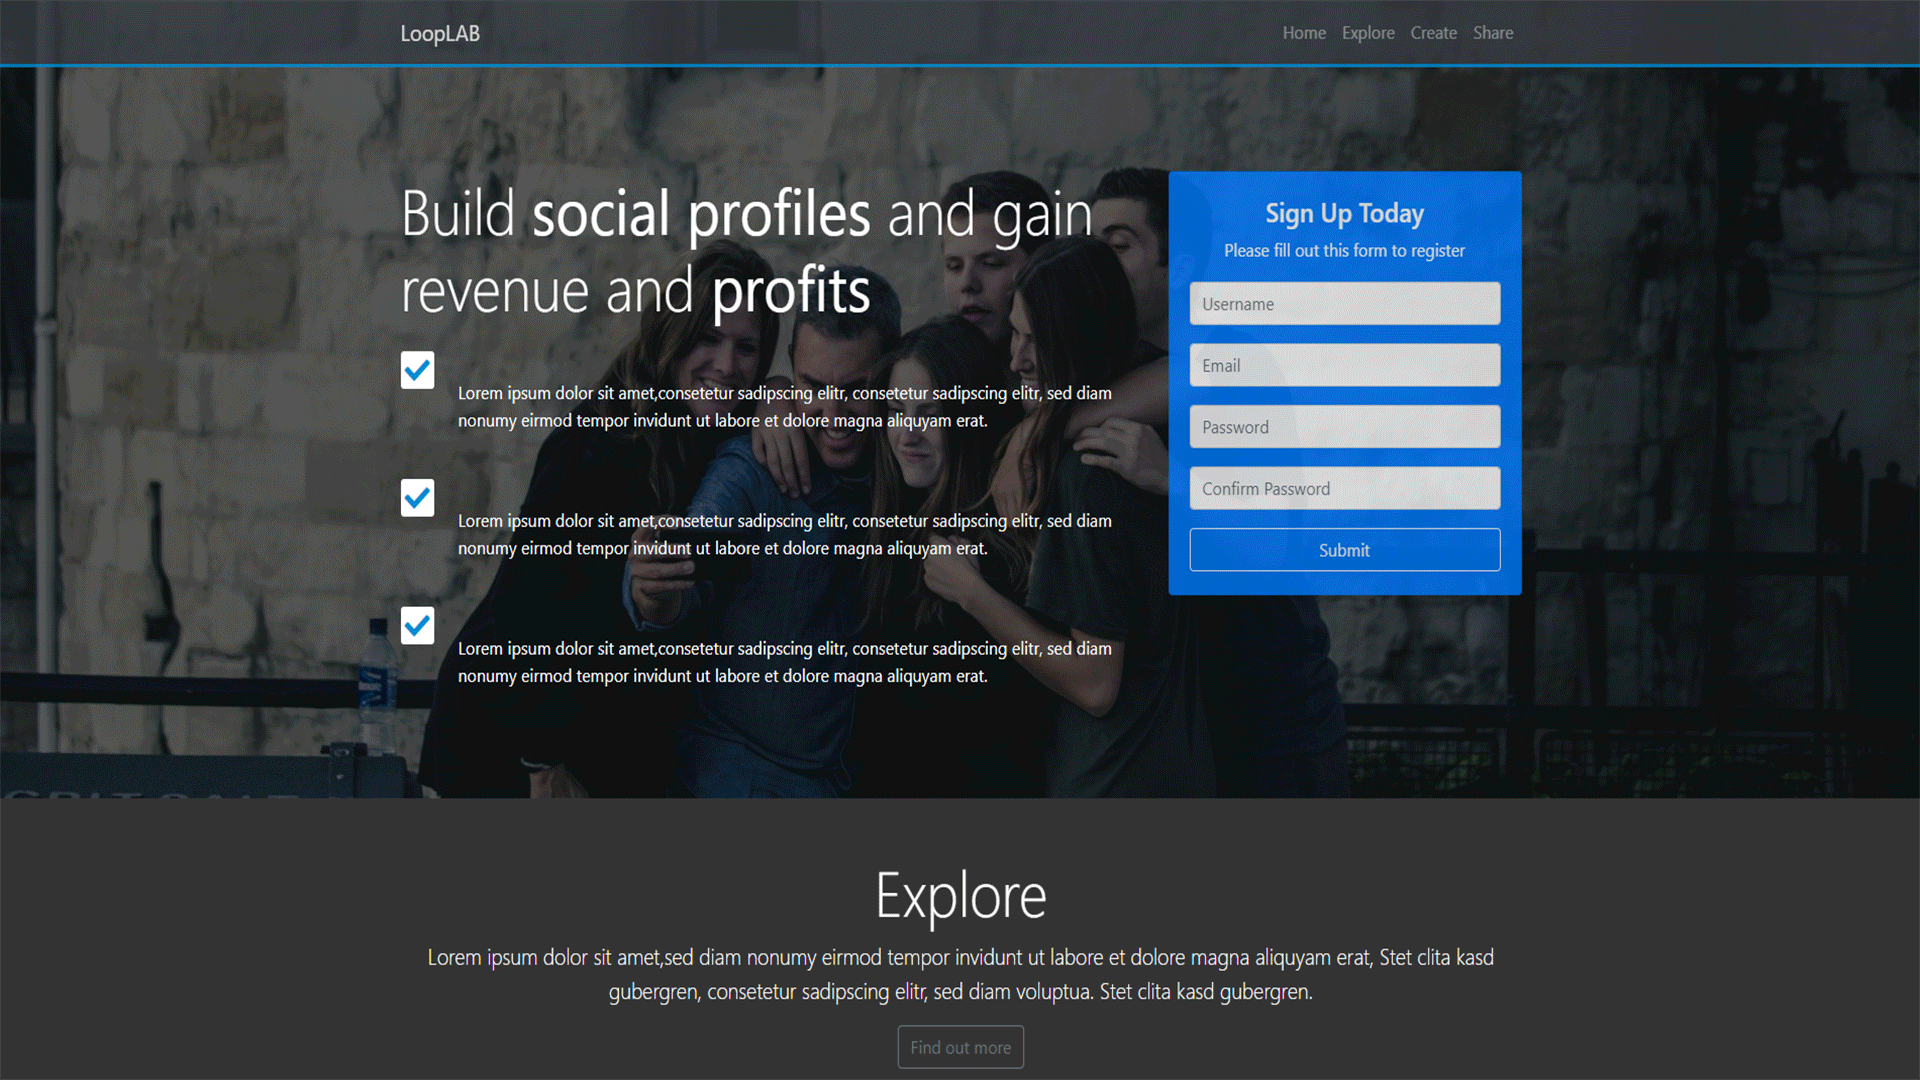 LoopLAB
Home Explore Create Share
Build social profiles and gain
revenue and profits
Lorem ipsum dolor sit amet,consetetur sadipscing elitr, consetetur sadipscing elitr, sed diam
nonumy eirmod tempor invidunt ut labore et dolore magna aliquyam erat.
Lorem ipsum dolor sit amet,consetetur sadipscing elitr, consetetur sadipscing elitr, sed diam
nonumy eirmod tempor invidunt ut labore et dolore magna aliquyam erat.
Lorem ipsum dolor sit amet,consetetur sadipscing elitr, consetetur sadipscing elitr, sed diam
nonumy eirmod tempor invidunt ut labore et dolore magna aliquyam erat.
Sign Up Today
Please fill out this form to register
Username
Email
Password
Confirm Password
Submit
Explore
Lorem ipsum dolor sit amet,sed diam nonumy eirmod tempor invidunt ut labore et dolore magna aliquyam erat, Stet clita kasd
gubergren, consetetur sadipscing elitr, sed diam voluptua. Stet clita kasd gubergren.
Find out more